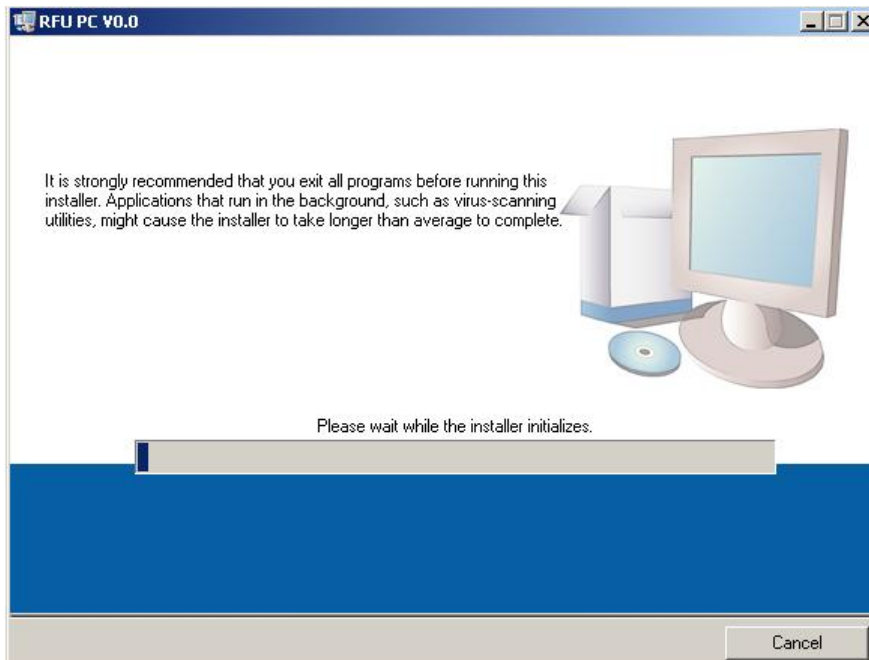 RFU PC V0.0
It is strongly recommended that you exit all programs before running this
installer. Applications that run in the background, such as virus-scanning
utilities, might cause the installer to take longer than average to complete.
Please wait while the installer initializes.
Cancel